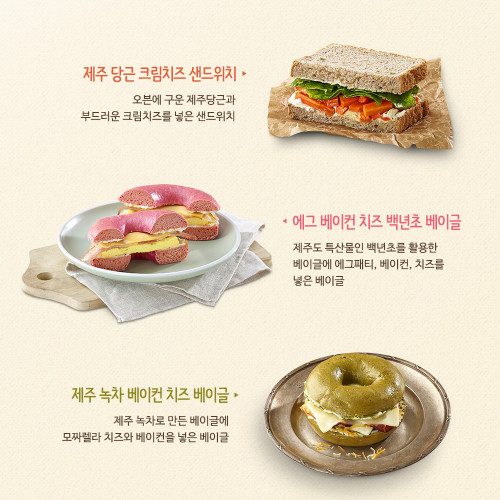 제주 당근 크림치즈 샌드위치
오븐에 구운 제주당근과
부드러운 크림치즈를 넣은 샌드위치
에그 베이컨 치즈 백년초 베이글
제주도 특산물인 백년초를 활용한
베이글에 에그패티, 베이컨, 치즈를
넣은 베이글
제주 녹차 베이컨 치즈 베이글
제주 녹차로 만든 베이글에
모짜렐라 치즈와 베이컨을 넣은 베이글